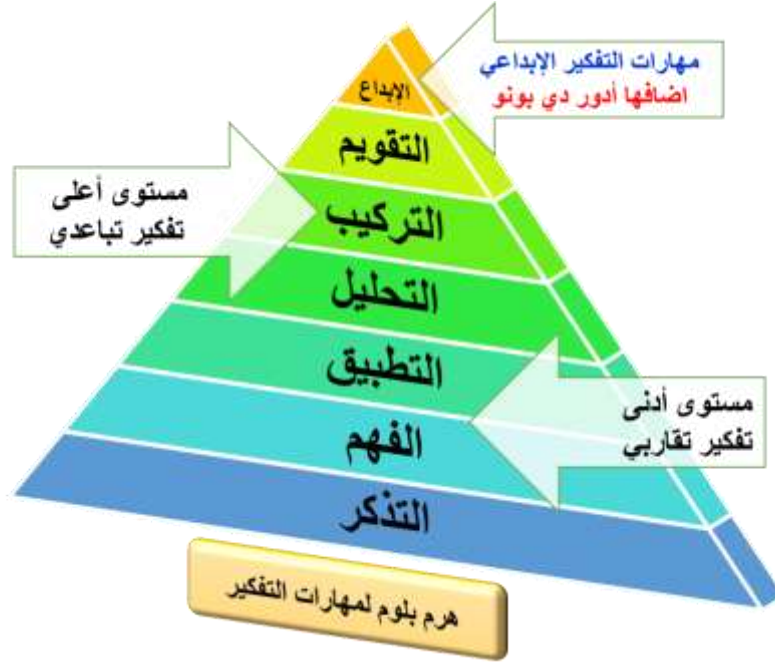 مهارات التفكير الإبداعي
اضافها أدور دي بونو
الإبداع
التقويم
مستوى أعلى
تفكير تباعدي
التركيب
التحليل
التطبيق
مستوى أدنى
تفكير تقاربي
الفهم
التذكر
هرم بلوم لمهارات التفكير